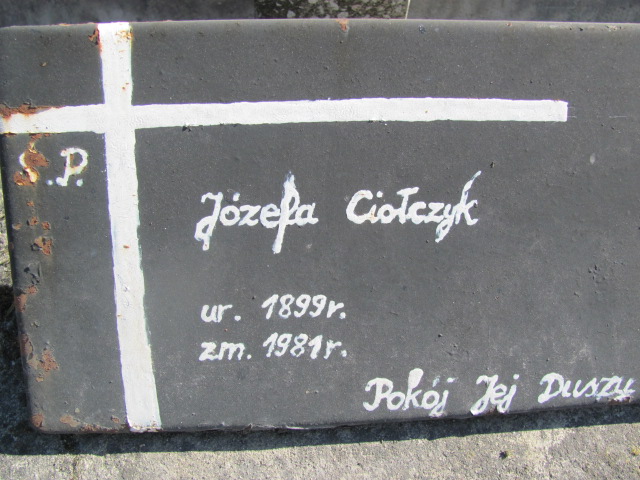 Ś.P.
Józefa Ciołczyk
ur. 1899r.
zm. 1981r.
Pokój Jej Duszy